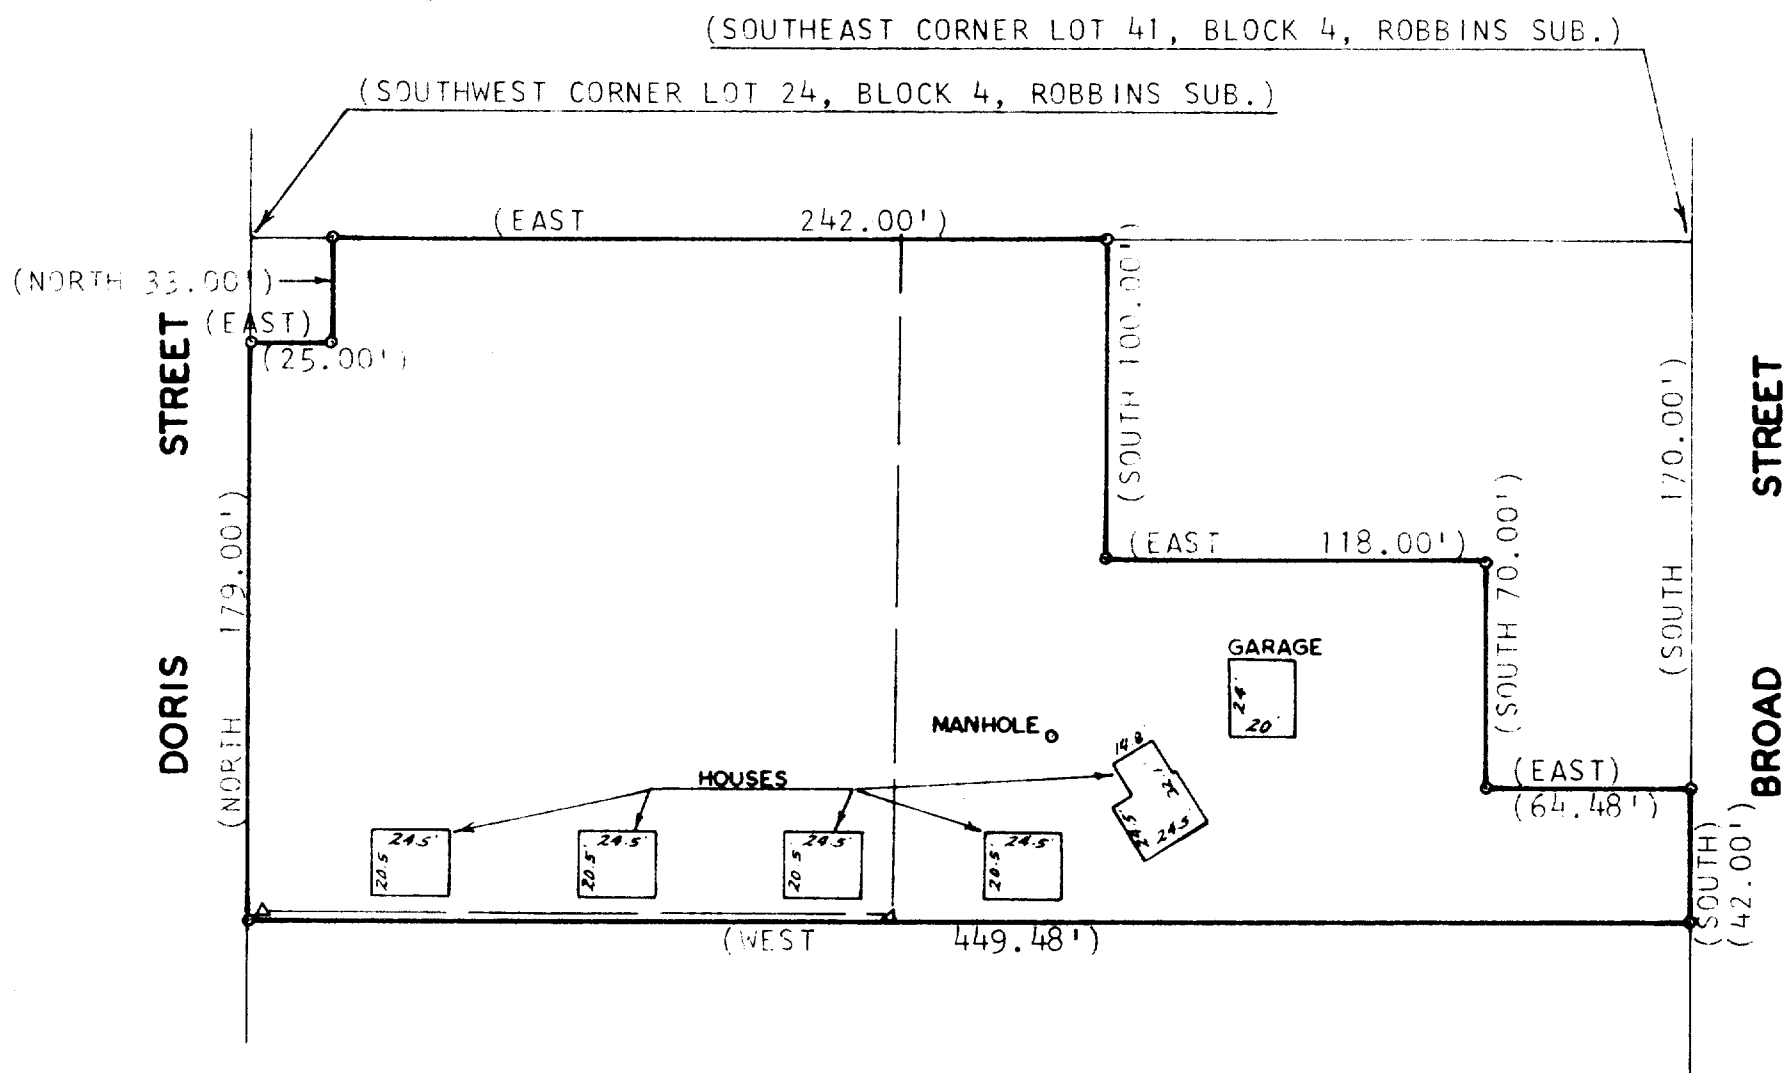 (SOUTHEAST CORNER LOT 41, BLOCK 4, ROBBINS SUB.)
(SOUTHWEST CORNER LOT 24, BLOCK 4, ROBBINS SUB.)
(EAST 242.00')
(NORTH 33.00')
(EAST)
(25.00')
DORIS STREET
(NORTH 179.00')
(SOUTH 100.00')
(EAST 118.00')
(SOUTH 70.00')
(SOUTH 170.00')
BROAD STREET
GARAGE
24'
20'
MANHOLE
HOUSES
14.8
24.5
(EAST)
(64.48')
24.5'
20.5'
24.5'
20.5'
24.5'
20.5'
24.5'
20.5'
(SOUTH)
(42.00')
(WEST 449.48')